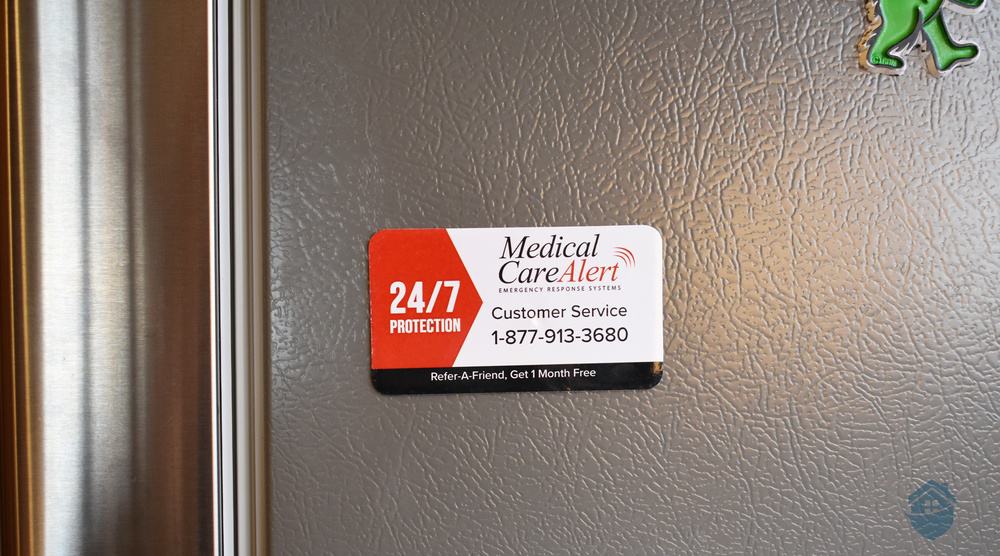 24/7
PROTECTION
Medical
CareAlert
EMERGENCY RESPONSE SYSTEMS
Customer Service
1-877-913-3680
Refer-A-Friend, Get 1 Month Free